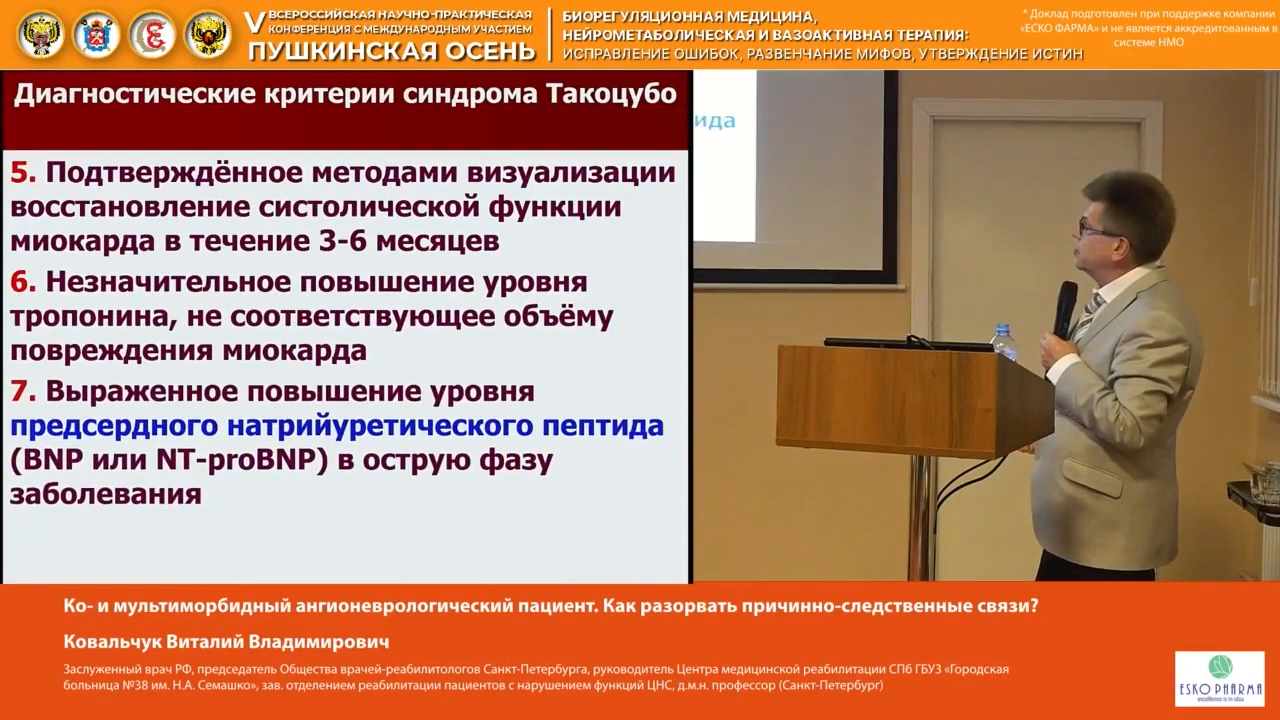 V ВСЕРОССИЙСКАЯ НАУЧНО-ПРАКТИЧЕСКАЯ
КОНФЕРЕНЦИЯ С МЕЖДУНАРОДНЫМ УЧАСТИЕМ
ПУШКИНСКАЯ ОСЕНЬ
БИОРЕГУЛЯЦИОННАЯ МЕДИЦИНА,
НЕЙРОМЕТАБОЛИЧЕСКАЯ И ВАЗОАКТИВНАЯ ТЕРАПИЯ:
ИСПРАВЛЕНИЕ ОШИБОК, РАЗВЕНЧАНИЕ МИФОВ, УТВЕРЖДЕНИЕ ИСТИН
* Доклад подготовлен при поддержке компании
«ЕСКО ФАРМА» и не является аккредитованным в
системе НМО
Диагностические критерии синдрома Такоцубо
5. Подтверждённое методами визуализации
восстановление систолической функции
миокарда в течение 3-6 месяцев
6. Незначительное повышение уровня
тропонина, не соответствующее объёму
повреждения миокарда
7. Выраженное повышение уровня
предсердного натрийуретического пептида
(BNP или NT-proBNP) в острую фазу
заболевания
ида
Ко- и мультиморбидный ангионеврологический пациент. Как разорвать причинно-следственные связи?
Ковальчук Виталий Владимирович
Заслуженный врач РФ, председатель Общества врачей-реабилитологов Санкт-Петербурга, руководитель Центра медицинской реабилитации СПб ГБУЗ «Городская
больница №38 им. Н.А. Семашко», зав. отделением реабилитации пациентов с нарушением функций ЦНС, д.м.н. профессор (Санкт-Петербург)
ESKO PHARMA
excellence is in idea